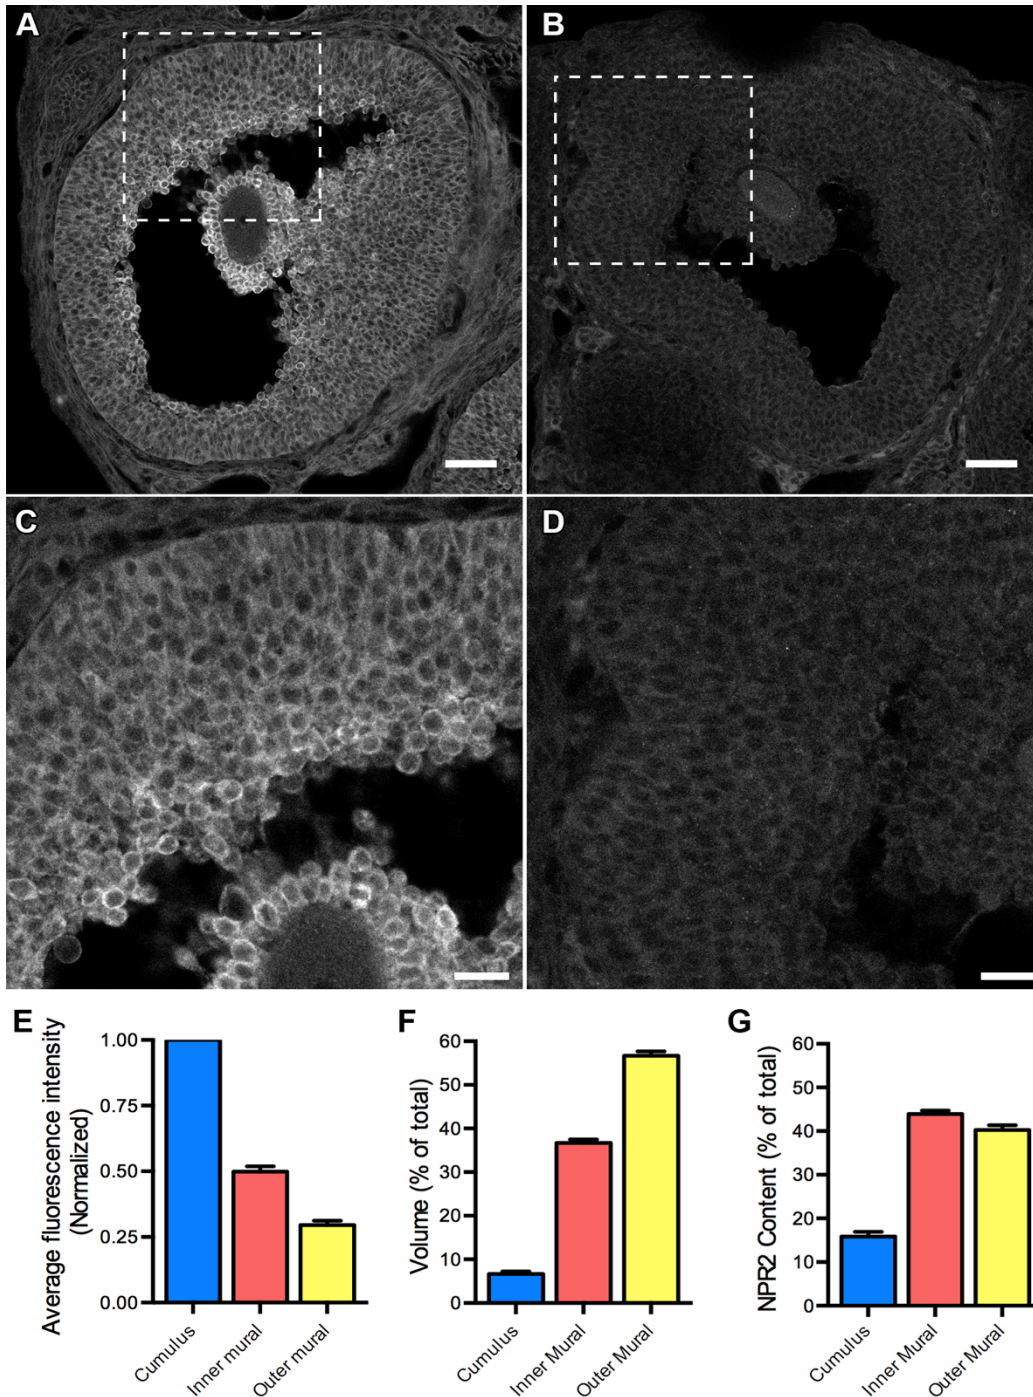 A
B
C
D
E
Average fluorescence intensity
(Normalized)
1.00
0.75
0.50
0.25
0.00
Cumulus
Inner mural
Outer mural
F
Volume (% of total)
60
50
40
30
20
10
0
Cumulus
Inner Mural
Outer Mural
G
NPR2 Content (% of total)
60
50
40
30
20
10
0
Cumulus
Inner Mural
Outer Mural